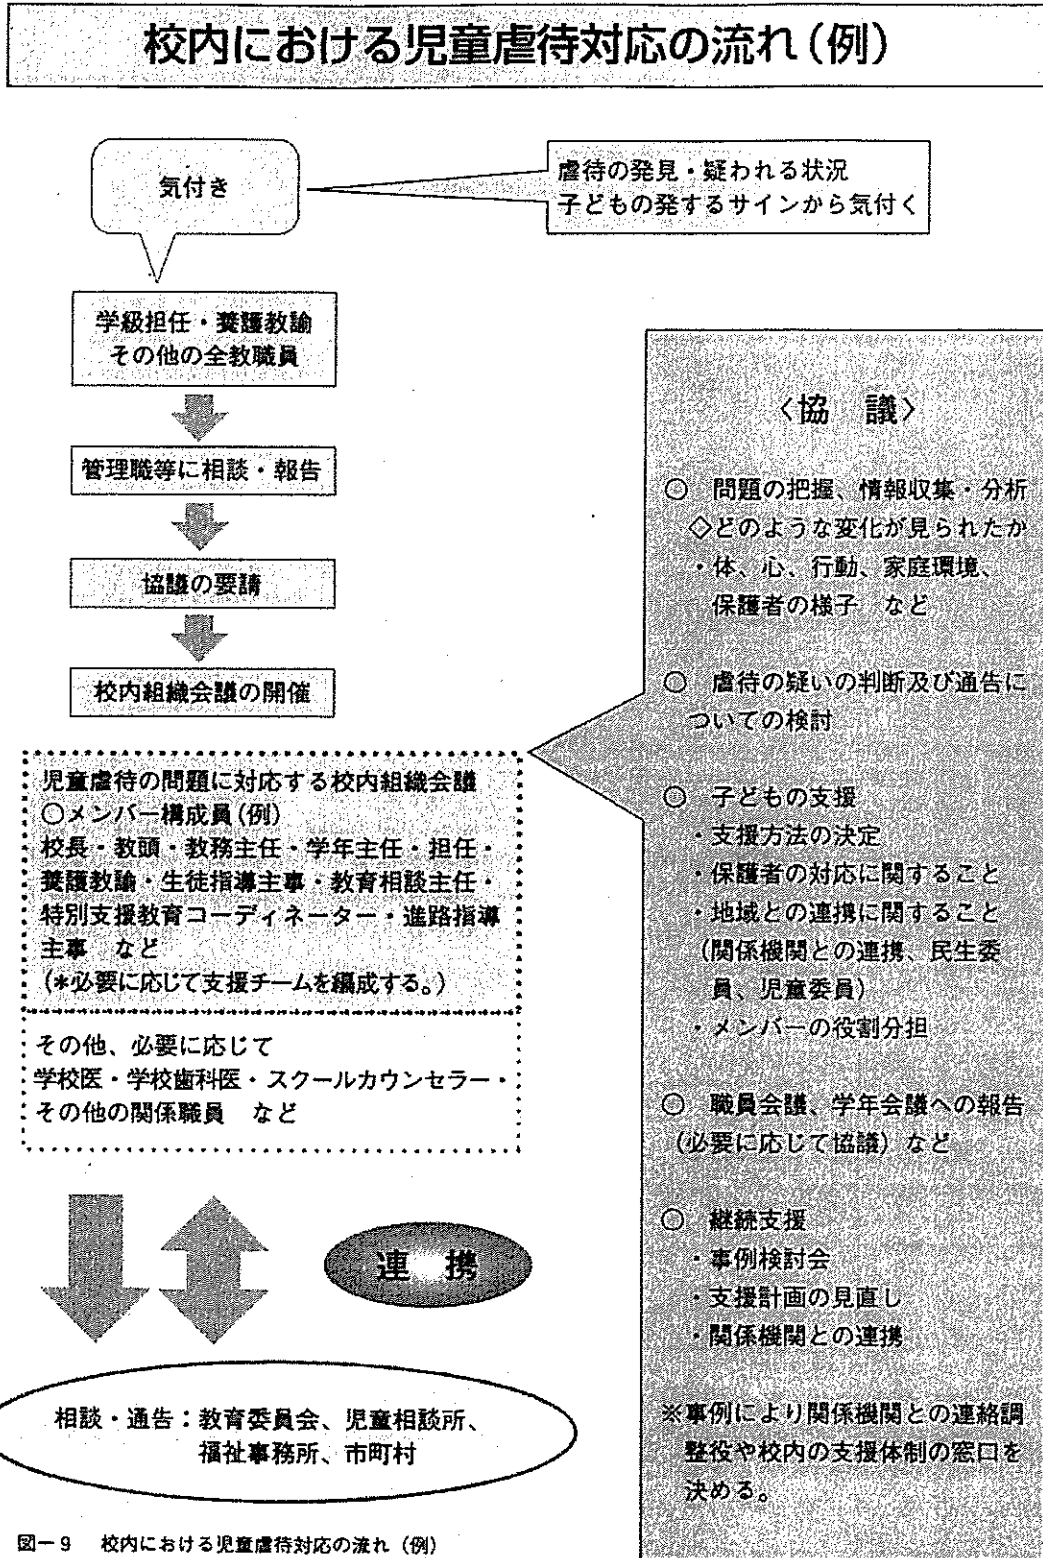 校内における児童虐待対応の流れ(例)
気付き
虐待の発見・疑われる状況
子どもの発するサインから気付く
学級担任・養護教諭
その他の全教職員
管理職等に相談・報告
協議の要請
校内組織会議の開催
児童虐待の問題に対応する校内組織会議
○メンバー構成員(例)
校長・教頭・教務主任・学年主任・担任・
養護教諭・生徒指導主事・教育相談主任・
特別支援教育コーディネーター・進路指導
主事 など
(*必要に応じて支援チームを編成する。)
その他、必要に応じて
学校医・学校歯科医・スクールカウンセラー・
その他の関係職員 など
連 携
相談・通告:教育委員会、児童相談所、
福祉事務所、市町村
〈協 議〉
○ 問題の把握、情報収集・分析
◇どのような変化が見られたか
・体、心、行動、家庭環境、
保護者の様子 など
○ 虐待の疑いの判断及び通告に
ついての検討
○ 子どもの支援
・支援方法の決定
・保護者の対応に関すること
・地域との連携に関すること
(関係機関との連携、民生委
員、児童委員)
・メンバーの役割分担
○ 職員会議、学年会議への報告
(必要に応じて協議)など
○ 継続支援
・事例検討会
・支援計画の見直し
・関係機関との連携
※事例により関係機関との連絡調
整役や校内の支援体制の窓口を
決める。
図-9 校内における児童虐待対応の流れ(例)